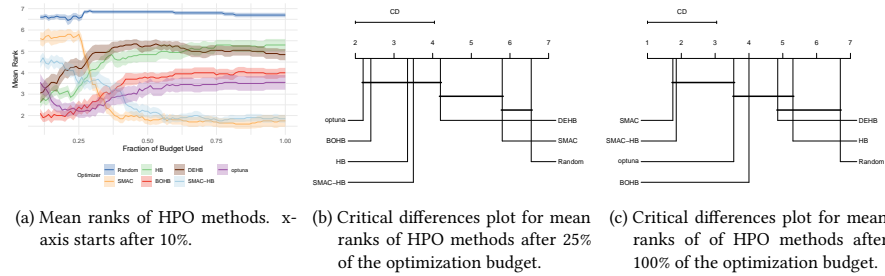 7
6
5
4
3
2
Mean Rank
0.25 0.50 0.75 1.00
Fraction of Budget Used
Optimizer
Random HB DEHB optuna
SMAC BOHB SMAC-HB
(a) Mean ranks of HPO methods. x-
axis starts after 10%.
CD
2 3 4 5 6 7
optuna
BOHB
HB
SMAC-HB
DEHB
SMAC
Random
(b) Critical differences plot for mean
ranks of HPO methods after 25%
of the optimization budget.
CD
1 2 3 4 5 6 7
SMAC
SMAC-HB
optuna
BOHB
DEHB
HB
Random
(c) Critical differences plot for mean
ranks of of HPO methods after
100% of the optimization budget.